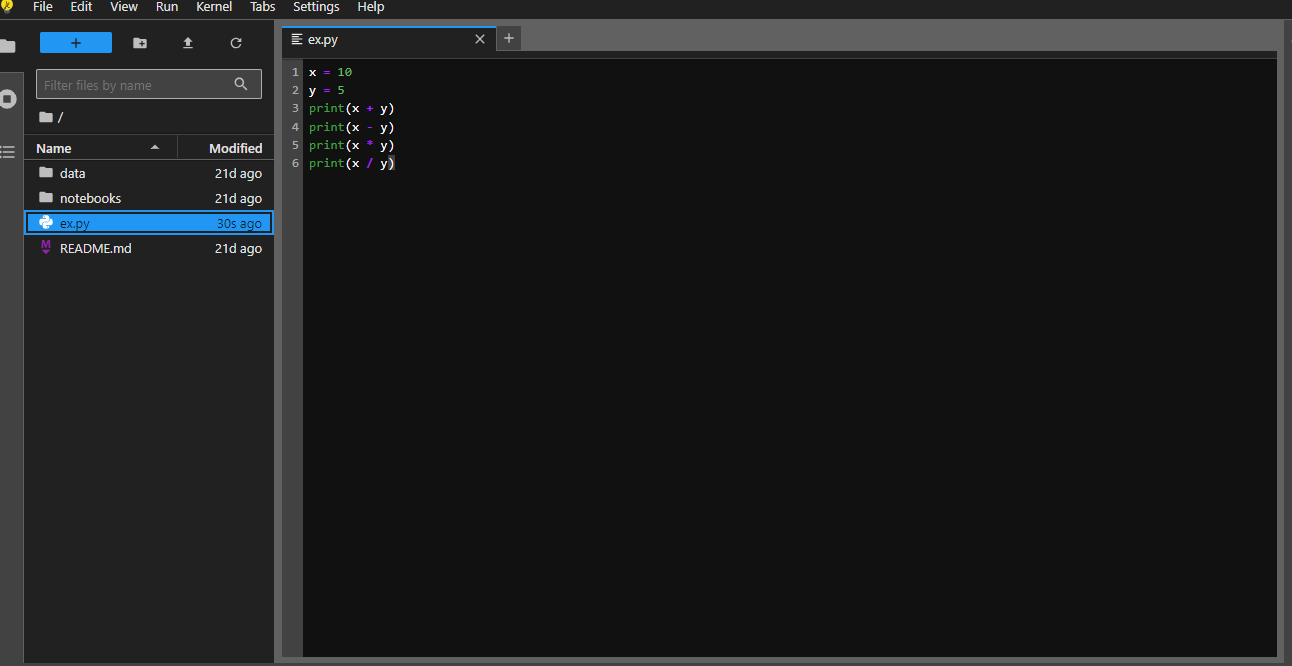 File Edit View Run Kernel Tabs Settings Help
+
Filter files by name
/
Name Modified
data 21d ago
notebooks 21d ago
ex.py 30s ago
M README.md 21d ago
ex.py × +
1 x = 10
2 y = 5
3 print(x + y)
4 print(x - y)
5 print(x * y)
6 print(x / y)